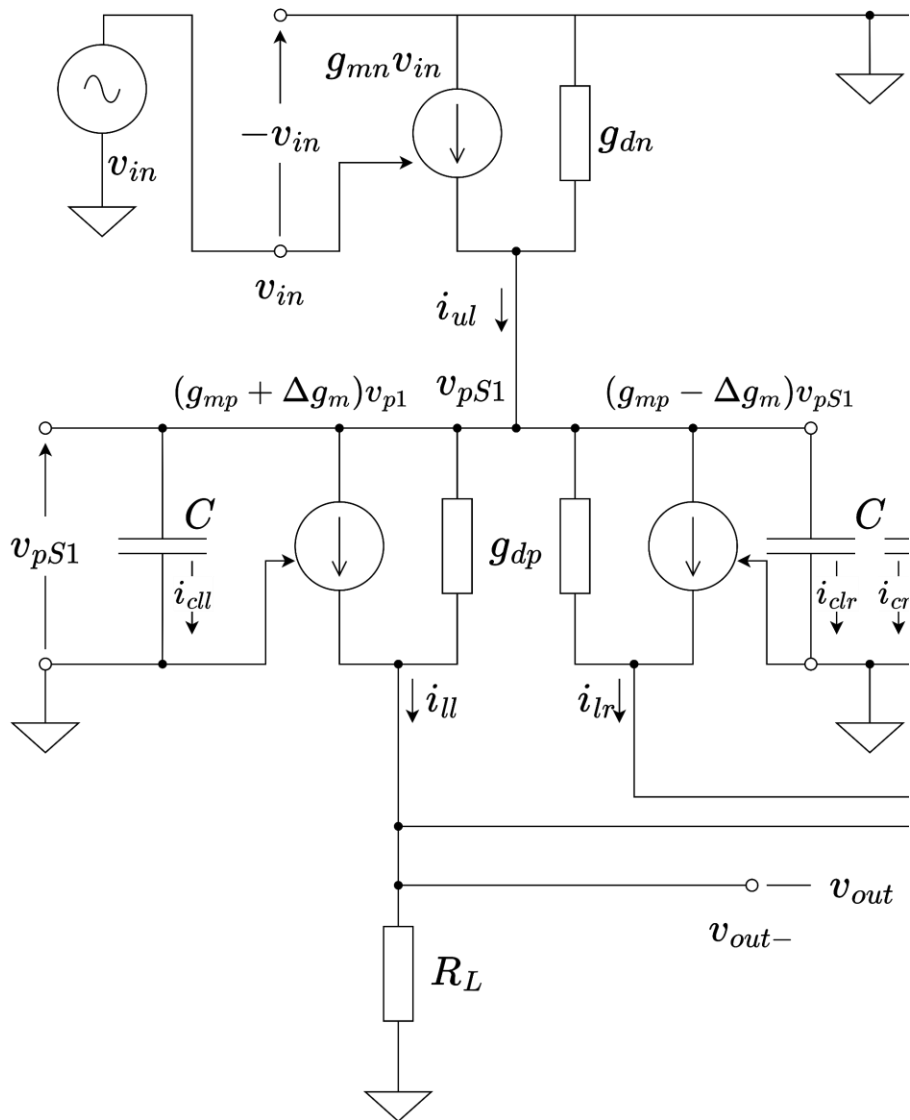 g_{mn}v_{in}
-v_{in}
g_{dn}
v_{in}
v_{in}
i_{ul}
(g_{mp} + Δg_m)v_{p1}
v_{pS1}
(g_{mp} − Δg_m)v_{pS1}
C
C
v_{pS1}
g_{dp}
i_{cll}
i_{clr}
i_{cr}
i_{ll}
i_{lr}
v_{out}
v_{out−}
R_L